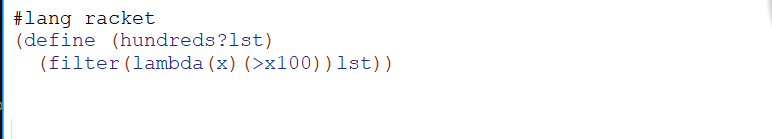 #lang racket
(define (hundreds?lst)
  (filter(lambda(x)(>x100))lst))